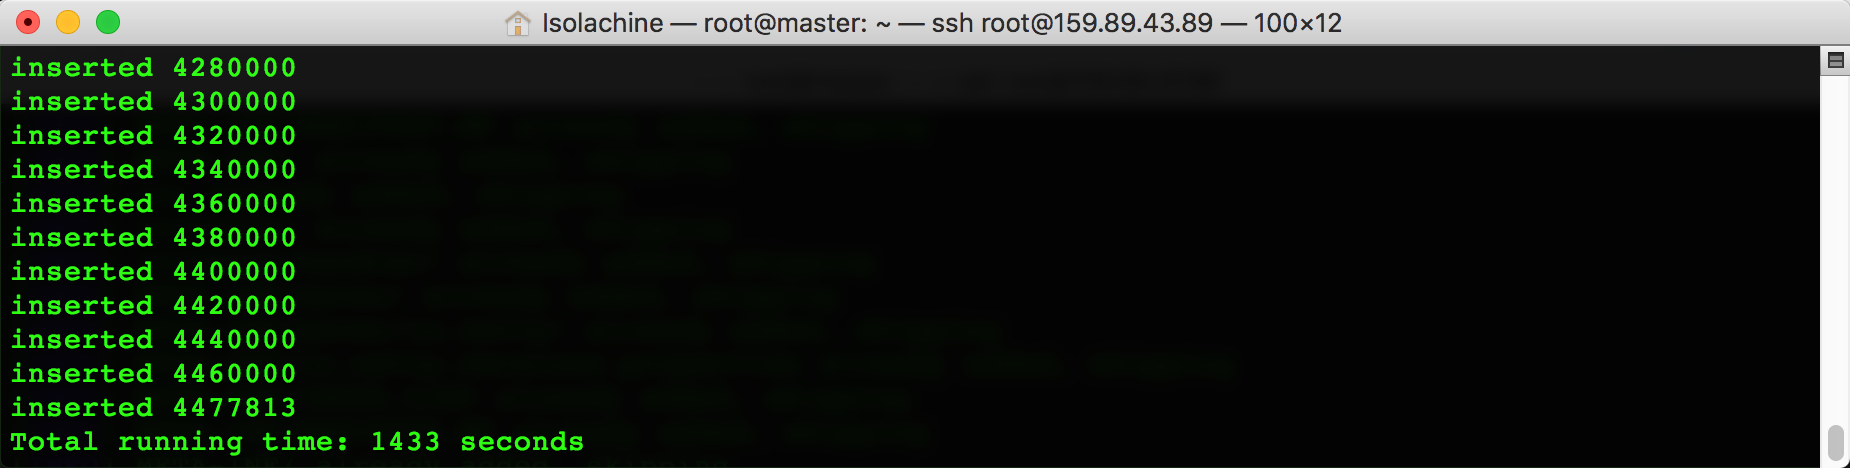 Isolachine — root@master: ~ — ssh root@159.89.43.89 — 100×12
inserted 4280000
inserted 4300000
inserted 4320000
inserted 4340000
inserted 4360000
inserted 4380000
inserted 4400000
inserted 4420000
inserted 4440000
inserted 4460000
inserted 4477813
Total running time: 1433 seconds